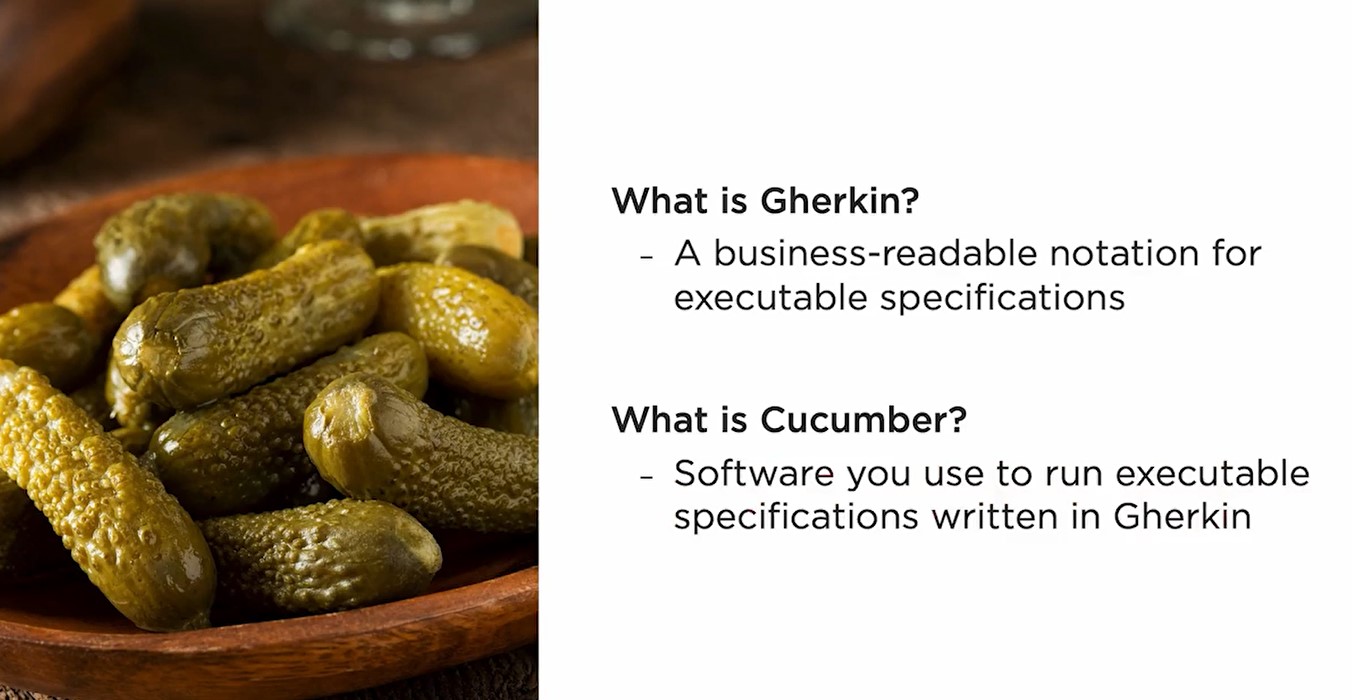 What is Gherkin?
– A business-readable notation for
executable specifications
What is Cucumber?
– Software you use to run executable
specifications written in Gherkin